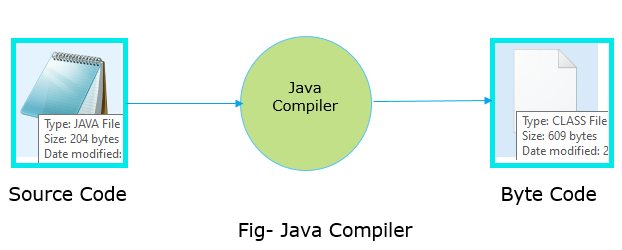 Type: JAVA File
Size: 204 bytes
Date modified:
Source Code
Java
Compiler
Type: CLASS File
Size: 609 bytes
Date modified: 2
Byte Code
Fig- Java Compiler